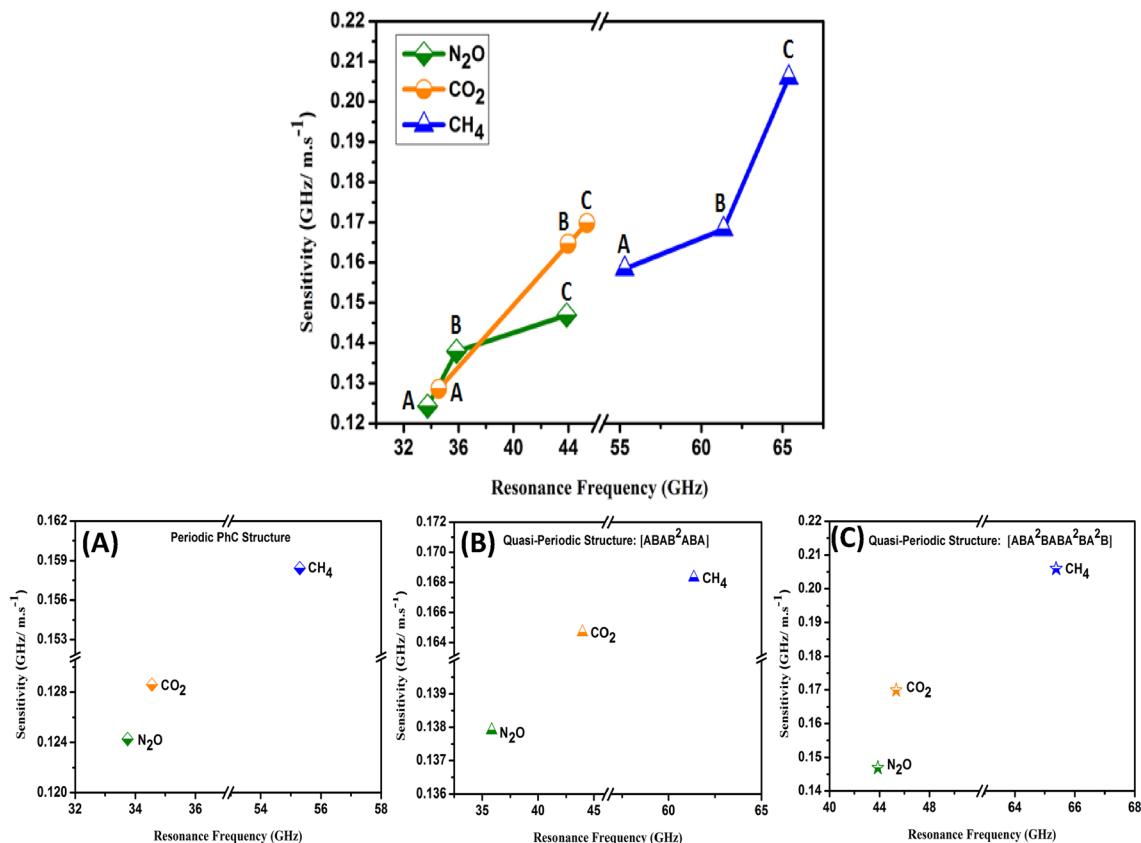 0.22
0.21
0.20
0.19
0.18
0.17
0.16
0.15
0.14
0.13
0.12
Sensitivity (GHz/ m.s⁻¹)
N₂O
CO₂
CH₄
A
B
C
A
B
C
A
B
C
32 36 40 44 55 60 65
Resonance Frequency (GHz)
(A)
Periodic PhC Structure
0.162
0.159
0.156
0.153
0.128
0.124
0.120
Sensitivity (GHz/ m.s⁻¹)
CH₄
CO₂
N₂O
32 34 36 54 56 58
Resonance Frequency (GHz)
(B)
Quasi-Periodic Structure: [ABAB²ABA]
0.172
0.170
0.168
0.166
0.164
0.139
0.138
0.137
0.136
Sensitivity (GHz/ m.s⁻¹)
CH₄
CO₂
N₂O
35 40 45 60 65
Resonance Frequency (GHz)
(C)
Quasi-Periodic Structure: [ABA²BABA²BA²B]
0.22
0.21
0.20
0.19
0.18
0.17
0.16
0.15
0.14
Sensitivity (GHz/ m.s⁻¹)
CH₄
CO₂
N₂O
40 44 48 64 66 68
Resonance Frequency (GHz)